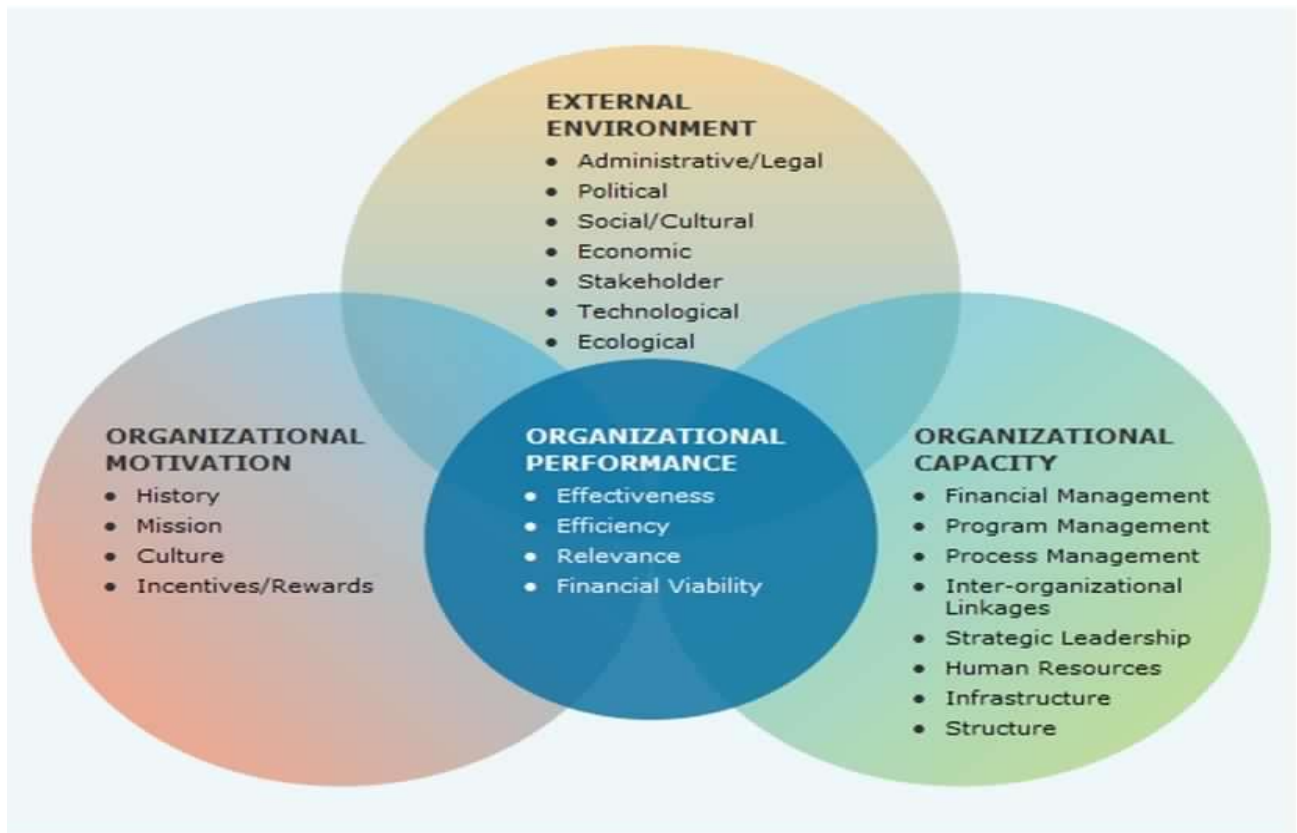 EXTERNAL
ENVIRONMENT
• Administrative/Legal
• Political
• Social/Cultural
• Economic
• Stakeholder
• Technological
• Ecological
ORGANIZATIONAL
MOTIVATION
• History
• Mission
• Culture
• Incentives/Rewards
ORGANIZATIONAL
PERFORMANCE
• Effectiveness
• Efficiency
• Relevance
• Financial Viability
ORGANIZATIONAL
CAPACITY
• Financial Management
• Program Management
• Process Management
• Inter-organizational
Linkages
• Strategic Leadership
• Human Resources
• Infrastructure
• Structure